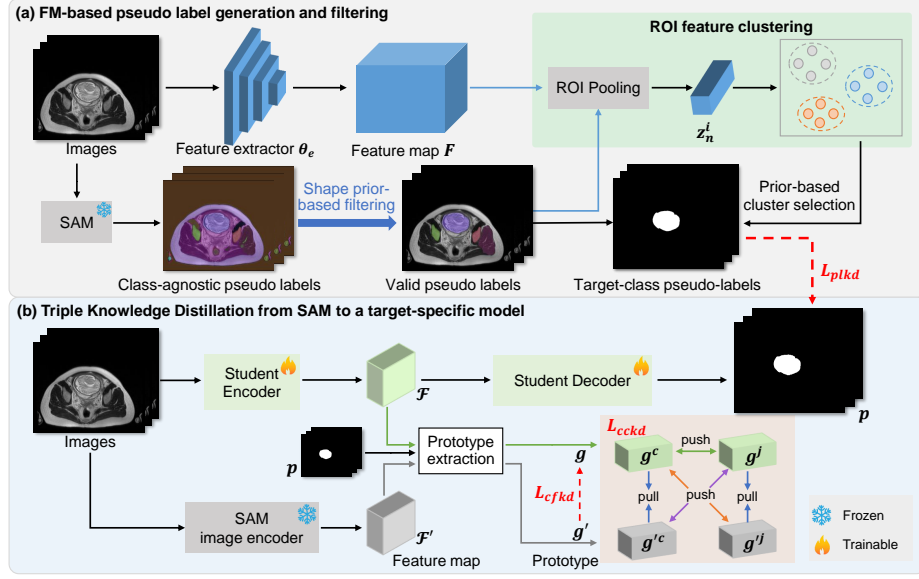 (a) FM-based pseudo label generation and filtering
ROI feature clustering
Images
Feature extractor θ_e
Feature map F
ROI Pooling
z_n^i
SAM
Shape prior-
based filtering
Prior-based
cluster selection
Class-agnostic pseudo labels
Valid pseudo labels
Target-class pseudo-labels
L_plkd
(b) Triple Knowledge Distillation from SAM to a target-specific model
Images
Student
Encoder
ℱ
Student Decoder
p
p
Prototype
extraction
g
L_cfkd
g'
L_cckd
g^c
push
g^j
pull
push
pull
g'^c
g'^j
SAM
image encoder
ℱ'
Feature map
Prototype
Frozen
Trainable